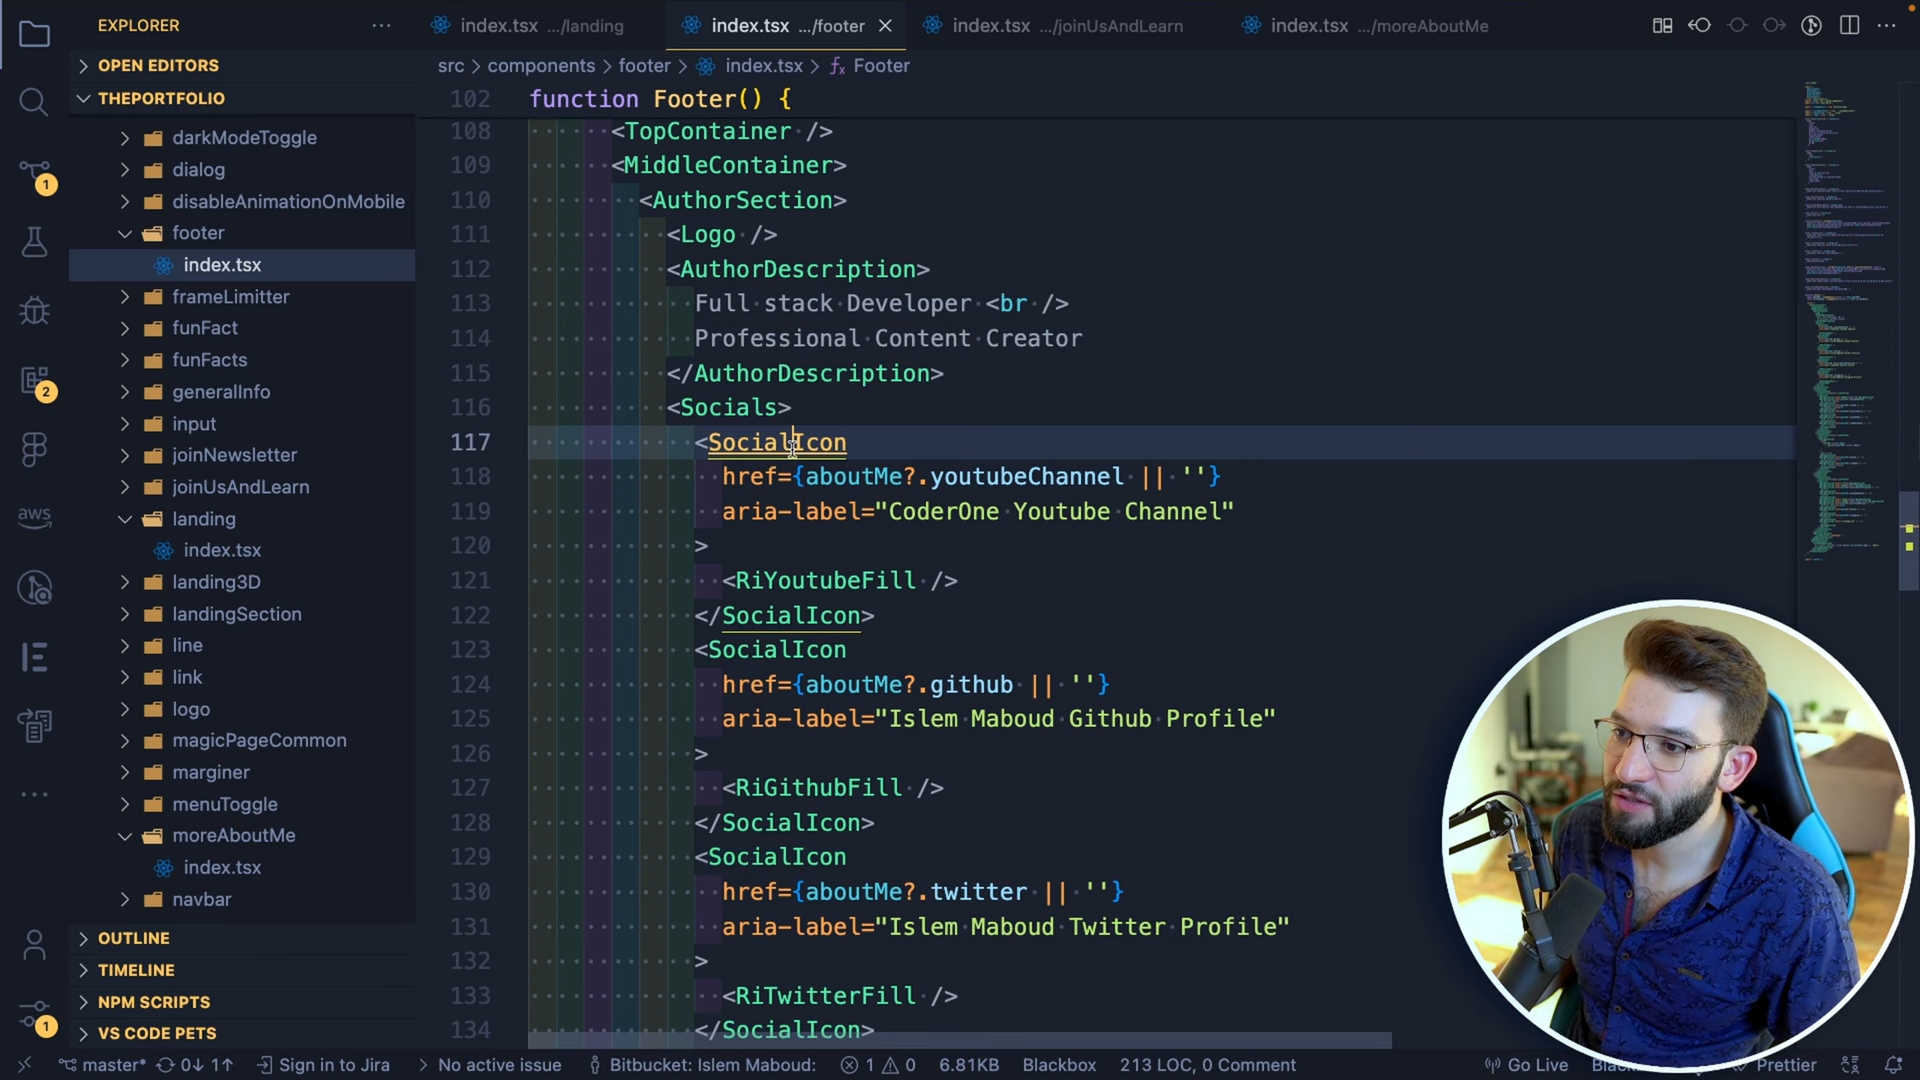 EXPLORER
index.tsx .../landing
index.tsx .../footer
index.tsx .../joinUsAndLearn
index.tsx .../moreAboutMe
OPEN EDITORS
THEPORTFOLIO
src > components > footer > index.tsx > Footer
darkModeToggle
dialog
disableAnimationOnMobile
footer
index.tsx
frameLimitter
funFact
funFacts
generalInfo
input
joinNewsletter
joinUsAndLearn
landing
index.tsx
landing3D
landingSection
line
link
logo
magicPageCommon
marginer
menuToggle
moreAboutMe
index.tsx
navbar
OUTLINE
TIMELINE
NPM SCRIPTS
VS CODE PETS
1
2
aws
1
102 function Footer() {
108 <TopContainer />
109 <MiddleContainer>
110 <AuthorSection>
111 <Logo />
112 <AuthorDescription>
113 Full stack Developer <br />
114 Professional Content Creator
115 </AuthorDescription>
116 <Socials>
117 <SocialIcon
118 href={aboutMe?.youtubeChannel || ''}
119 aria-label="CoderOne Youtube Channel"
120 >
121 <RiYoutubeFill />
122 </SocialIcon>
123 <SocialIcon
124 href={aboutMe?.github || ''}
125 aria-label="Islem Maboud Github Profile"
126 >
127 <RiGithubFill />
128 </SocialIcon>
129 <SocialIcon
130 href={aboutMe?.twitter || ''}
131 aria-label="Islem Maboud Twitter Profile"
132 >
133 <RiTwitterFill />
134 </SocialIcon>
master* 0↓ 1↑ Sign in to Jira No active issue Bitbucket: Islem Maboud: 1 0 6.81KB Blackbox 213 LOC, 0 Comment Go Live Prettier